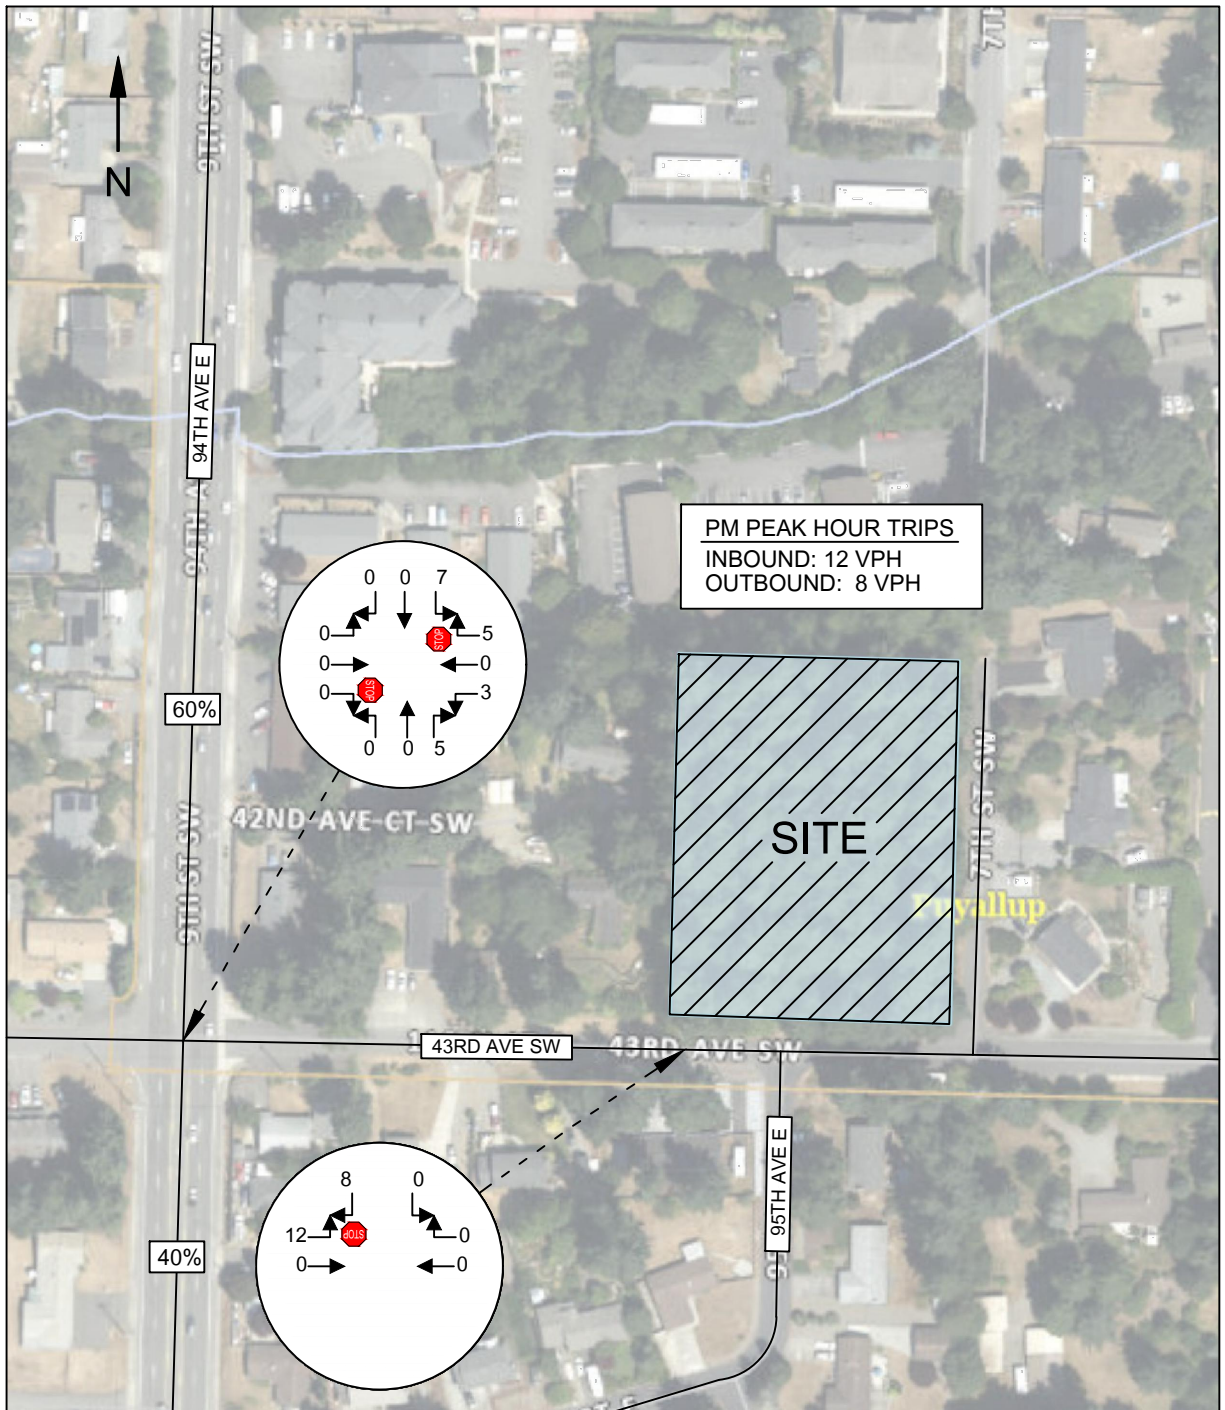 9TH ST SW
7TH
N
94TH AVE E
94TH A
PM PEAK HOUR TRIPS
INBOUND: 12 VPH
OUTBOUND: 8 VPH
0 0 7
0 STOP 5
0 0
0 STOP 3
0 0 5
60%
42ND AVE CT SW
9TH ST SW
SITE
7TH ST SW
Puyallup
43RD AVE SW
43RD AVE SW
95TH AVE E
8 0
12 STOP 0
0 0
40%